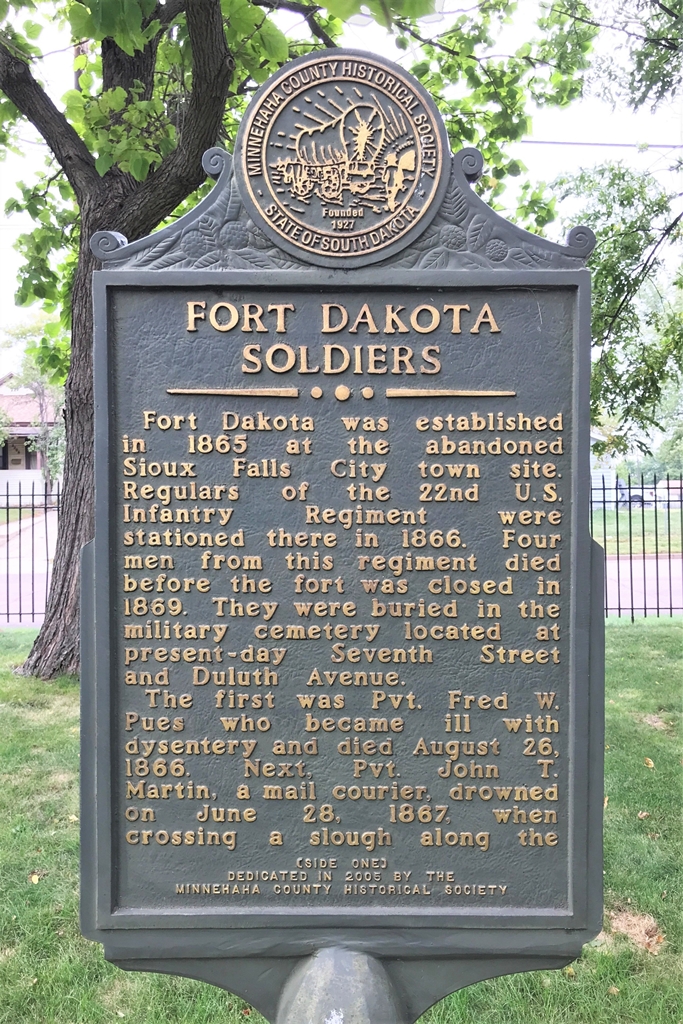 MINNEHAHA COUNTY HISTORICAL SOCIETY
Founded
1927
STATE OF SOUTH DAKOTA
FORT DAKOTA
SOLDIERS
Fort Dakota was established
in 1865 at the abandoned
Sioux Falls City town site.
Regulars of the 22nd U.S.
Infantry Regiment were
stationed there in 1866. Four
men from this regiment died
before the fort was closed in
1869. They were buried in the
military cemetery located at
present-day Seventh Street
and Duluth Avenue.
The first was Pvt. Fred W.
Pues who became ill with
dysentery and died August 26,
1866. Next, Pvt. John T.
Martin, a mail courier, drowned
on June 28, 1867, when
crossing a slough along the
(SIDE ONE)
DEDICATED IN 2005 BY THE
MINNEHAHA COUNTY HISTORICAL SOCIETY